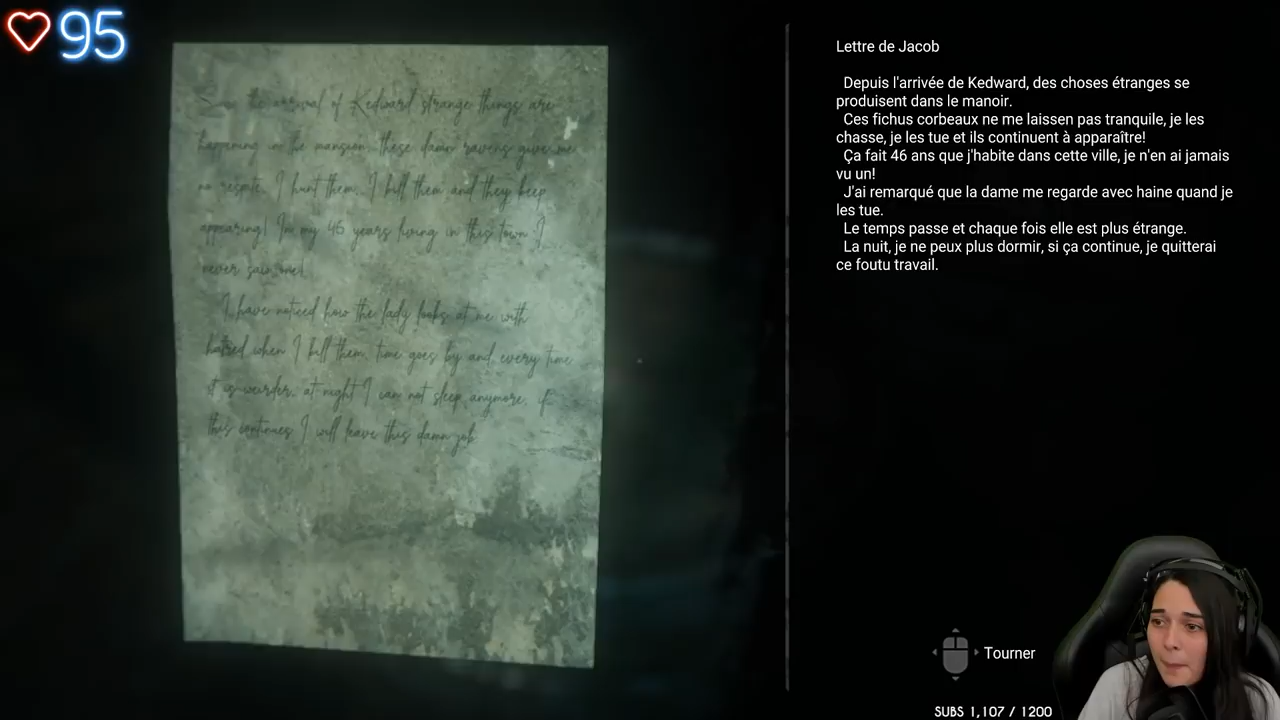 95
Since the arrival of Kedward strange things are
happening in the mansion, these damn ravens give me
no respite, I hunt them, I kill them and they keep
appearing! In my 46 years living in this town I
never saw one!
I have noticed how the lady looks at me with
hatred when I kill them, time goes by and every time
it is weirder, at night I can not sleep anymore, if
this continues I will leave this damn job
Lettre de Jacob
Depuis l'arrivée de Kedward, des choses étranges se
produisent dans le manoir.
Ces fichus corbeaux ne me laissen pas tranquile, je les
chasse, je les tue et ils continuent à apparaître!
Ça fait 46 ans que j'habite dans cette ville, je n'en ai jamais
vu un!
J'ai remarqué que la dame me regarde avec haine quand je
les tue.
Le temps passe et chaque fois elle est plus étrange.
La nuit, je ne peux plus dormir, si ça continue, je quitterai
ce foutu travail.
Tourner
SUBS 1,107 / 1200